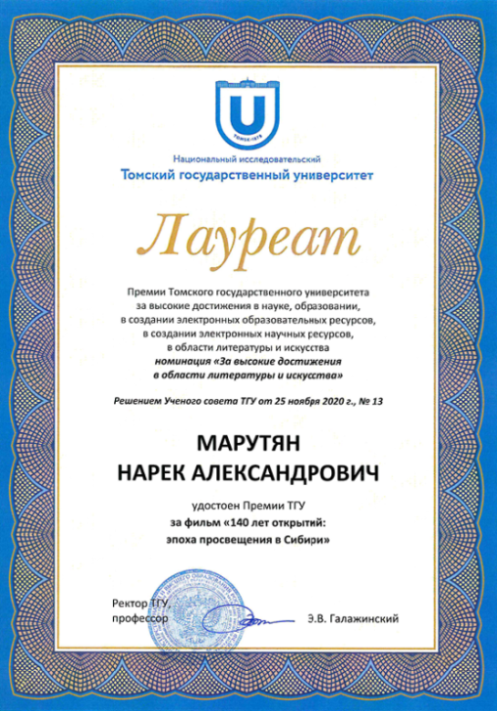 U
ТОМСК·1878
Национальный исследовательский
Томский государственный университет
Лауреат
Премии Томского государственного университета
за высокие достижения в науке, образовании,
в создании электронных образовательных ресурсов,
в создании электронных научных ресурсов,
в области литературы и искусства
номинация «За высокие достижения
в области литературы и искусства»
Решением Ученого совета ТГУ от 25 ноября 2020 г., № 13
МАРУТЯН
НАРЕК АЛЕКСАНДРОВИЧ
удостоен Премии ТГУ
за фильм «140 лет открытий:
эпоха просвещения в Сибири»
Ректор ТГУ,
профессор
Э.В. Галажинский